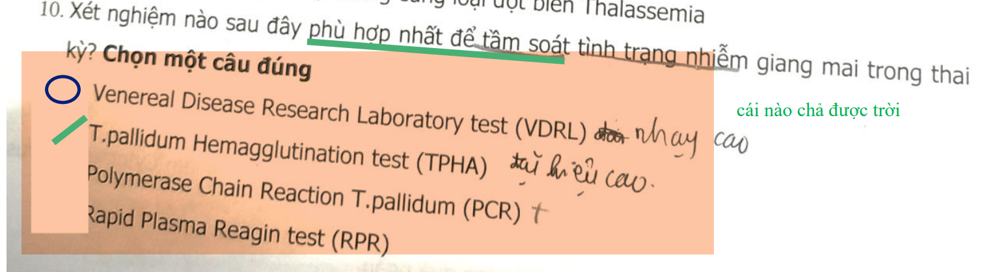 loại đột biến Thalassemia
10. Xét nghiệm nào sau đây phù hợp nhất để tầm soát tình trạng nhiễm giang mai trong thai
kỳ? Chọn một câu đúng
Venereal Disease Research Laboratory test (VDRL) nhạy cao
cái nào chả được trời
T.pallidum Hemagglutination test (TPHA) đặc hiệu cao.
Polymerase Chain Reaction T.pallidum (PCR) +
Rapid Plasma Reagin test (RPR)